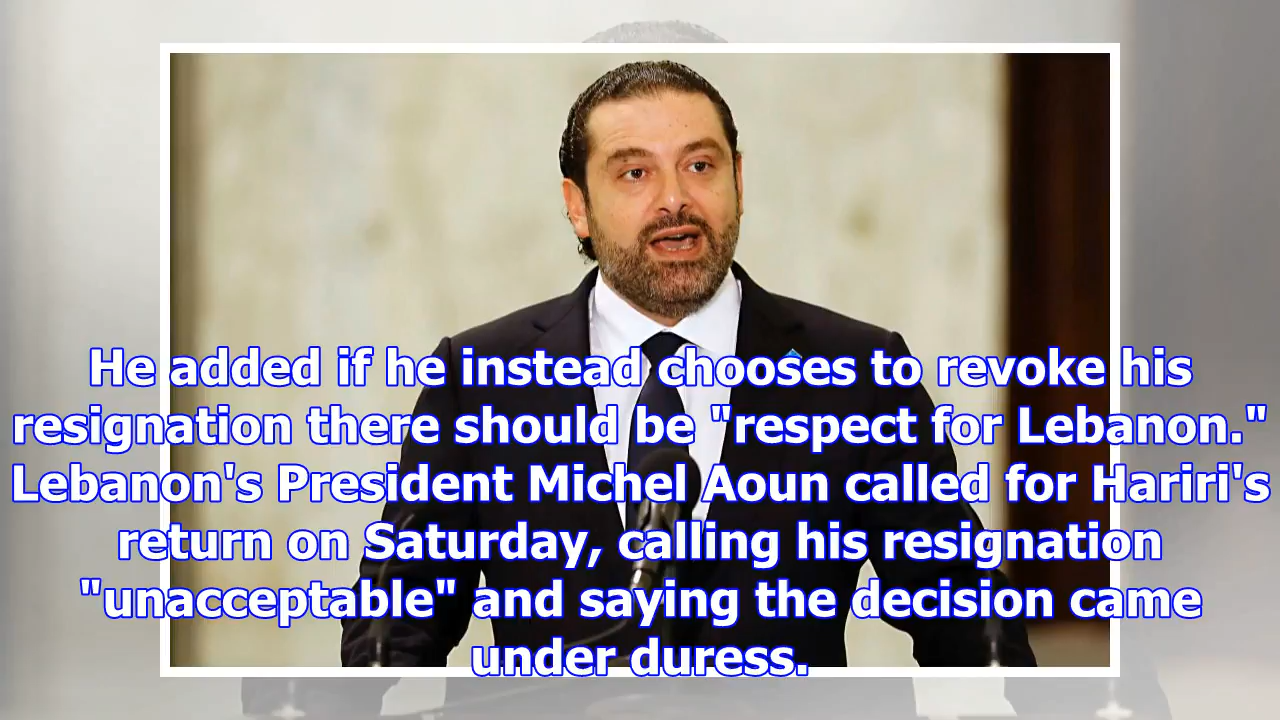 He added if he instead chooses to revoke his
resignation there should be "respect for Lebanon."
Lebanon's President Michel Aoun called for Hariri's
return on Saturday, calling his resignation
"unacceptable" and saying the decision came
under duress.